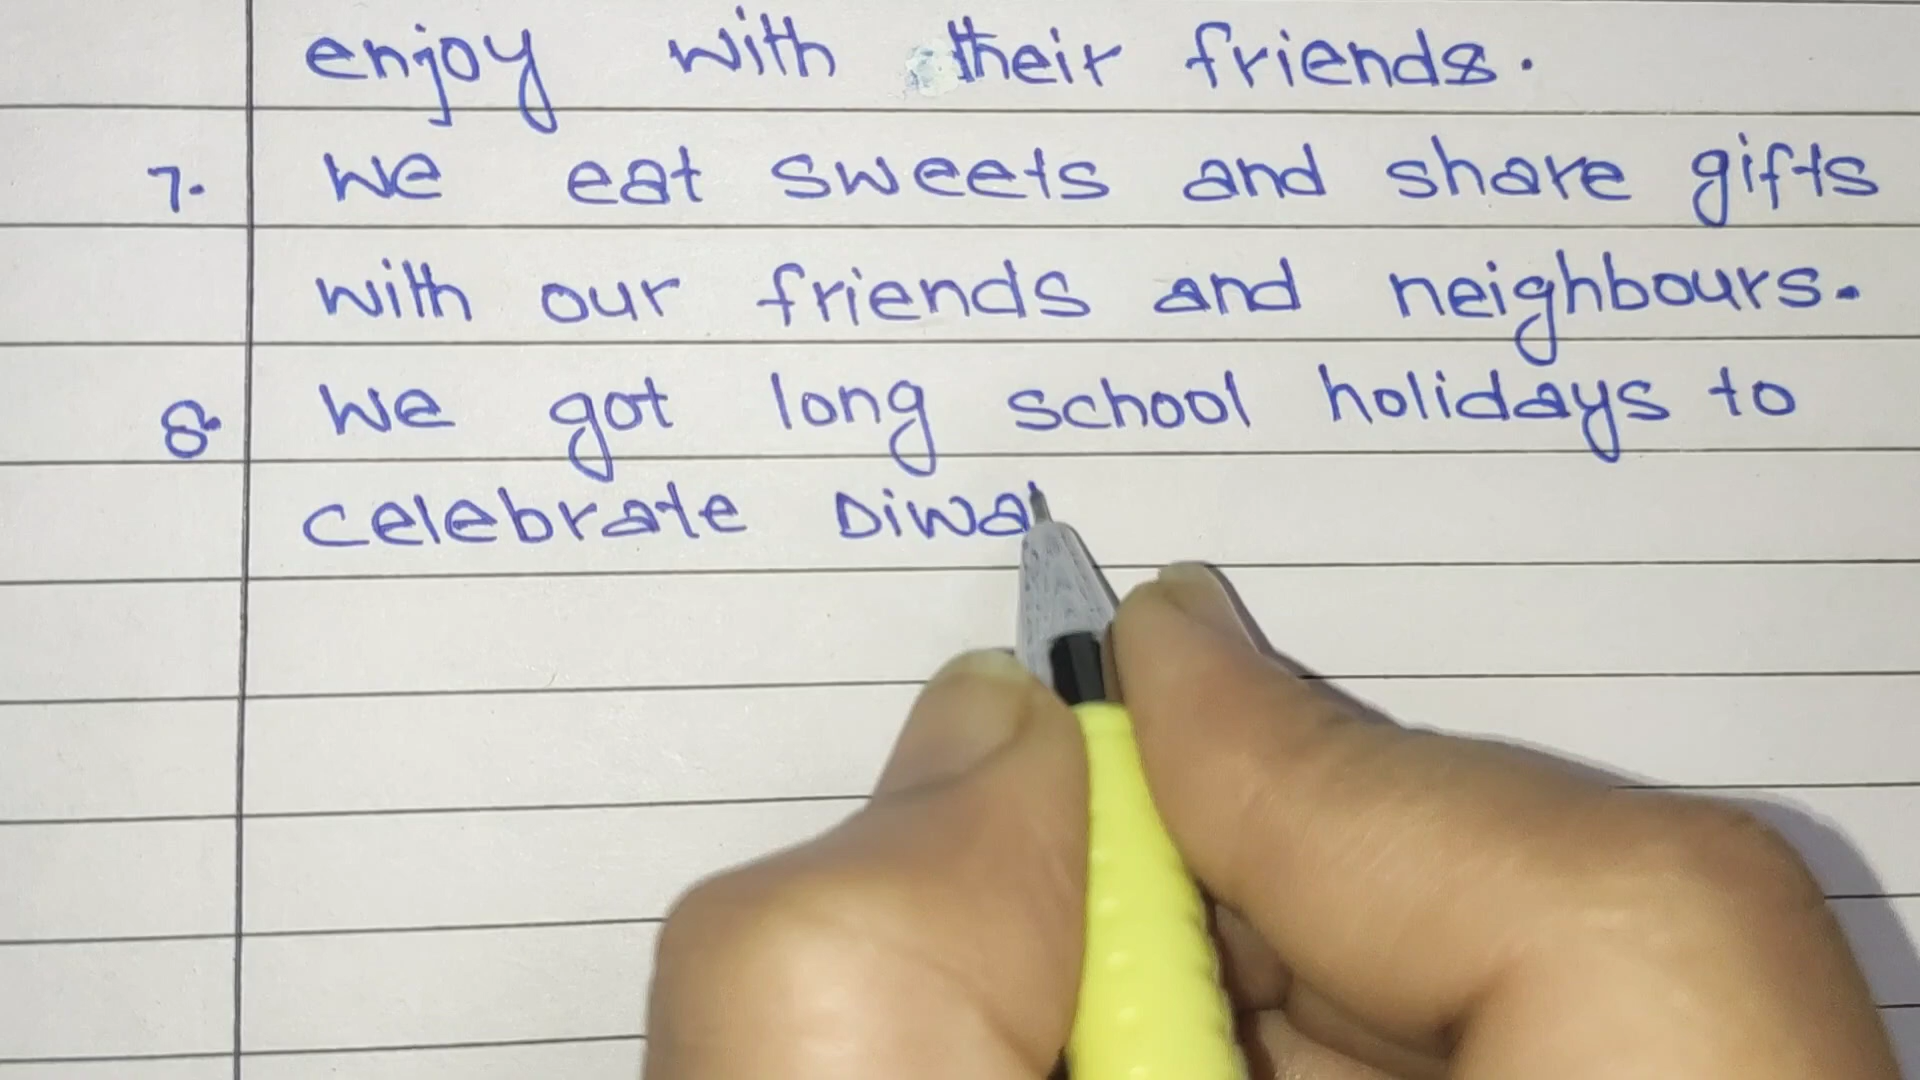 enjoy with their friends.
7. We eat sweets and share gifts
with our friends and neighbours.
8. We got long school holidays to
celebrate Diwa